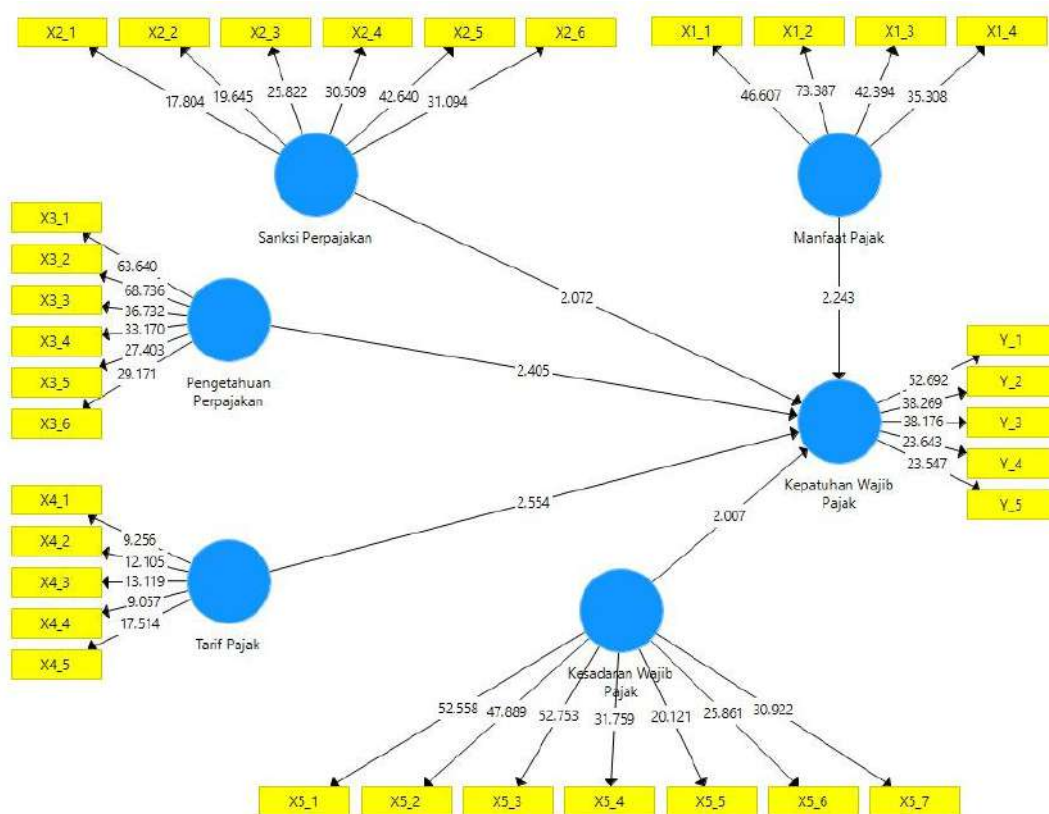 X2_1 X2_2 X2_3 X2_4 X2_5 X2_6
X1_1 X1_2 X1_3 X1_4
17.804 19.645 25.822 30.509 42.640 31.094
46.607 73.387 42.394 35.308
Sanksi Perpajakan
Manfaat Pajak
X3_1
X3_2
X3_3
X3_4
X3_5
X3_6
63.640
68.736
36.732
33.170
27.403
29.171
Pengetahuan
Perpajakan
2.072
2.243
2.405
2.554
2.007
Y_1
Y_2
Y_3
Y_4
Y_5
52.692
38.269
38.176
23.643
23.547
Kepatuhan Wajib
Pajak
X4_1
X4_2
X4_3
X4_4
X4_5
9.256
12.105
13.119
9.057
17.514
Tarif Pajak
Kesadaran Wajib
Pajak
52.558 47.889 52.753 31.759 20.121 25.861 30.922
X5_1 X5_2 X5_3 X5_4 X5_5 X5_6 X5_7